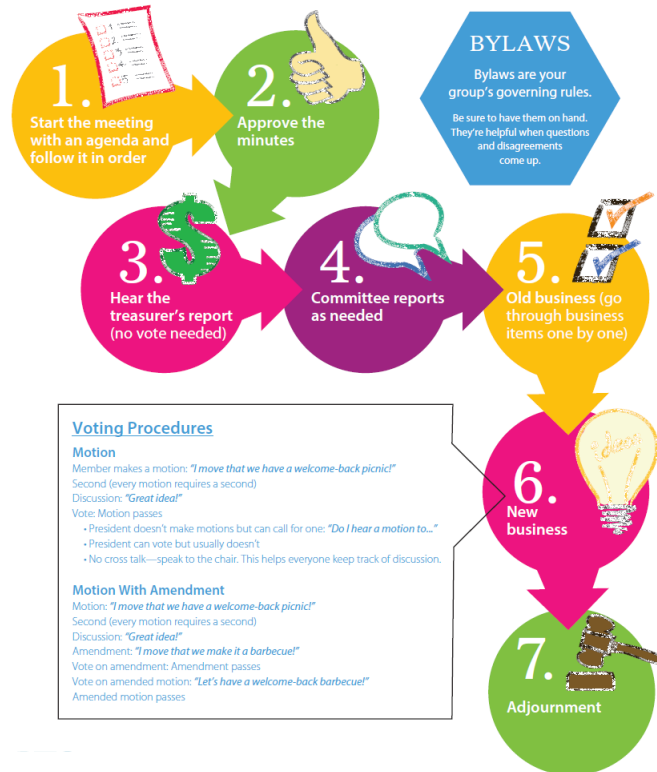 1.
Start the meeting
with an agenda and
follow it in order
1
2
3
4
5
2.
Approve the
minutes
BYLAWS
Bylaws are your
group's governing rules.
Be sure to have them on hand.
They're helpful when questions
and disagreements
come up.
3.
Hear the
treasurer's report
(no vote needed)
$
4.
Committee reports
as needed
5.
Old business (go
through business
items one by one)
Voting Procedures
Motion
Member makes a motion: "I move that we have a welcome-back picnic!"
Second (every motion requires a second)
Discussion: "Great idea!"
Vote: Motion passes
• President doesn't make motions but can call for one: "Do I hear a motion to..."
• President can vote but usually doesn't
• No cross talk—speak to the chair. This helps everyone keep track of discussion.
Motion With Amendment
Motion: "I move that we have a welcome-back picnic!"
Second (every motion requires a second)
Discussion: "Great idea!"
Amendment: "I move that we make it a barbecue!"
Vote on amendment: Amendment passes
Vote on amended motion: "Let's have a welcome-back barbecue!"
Amended motion passes
6.
New
business
ideas
7.
Adjournment